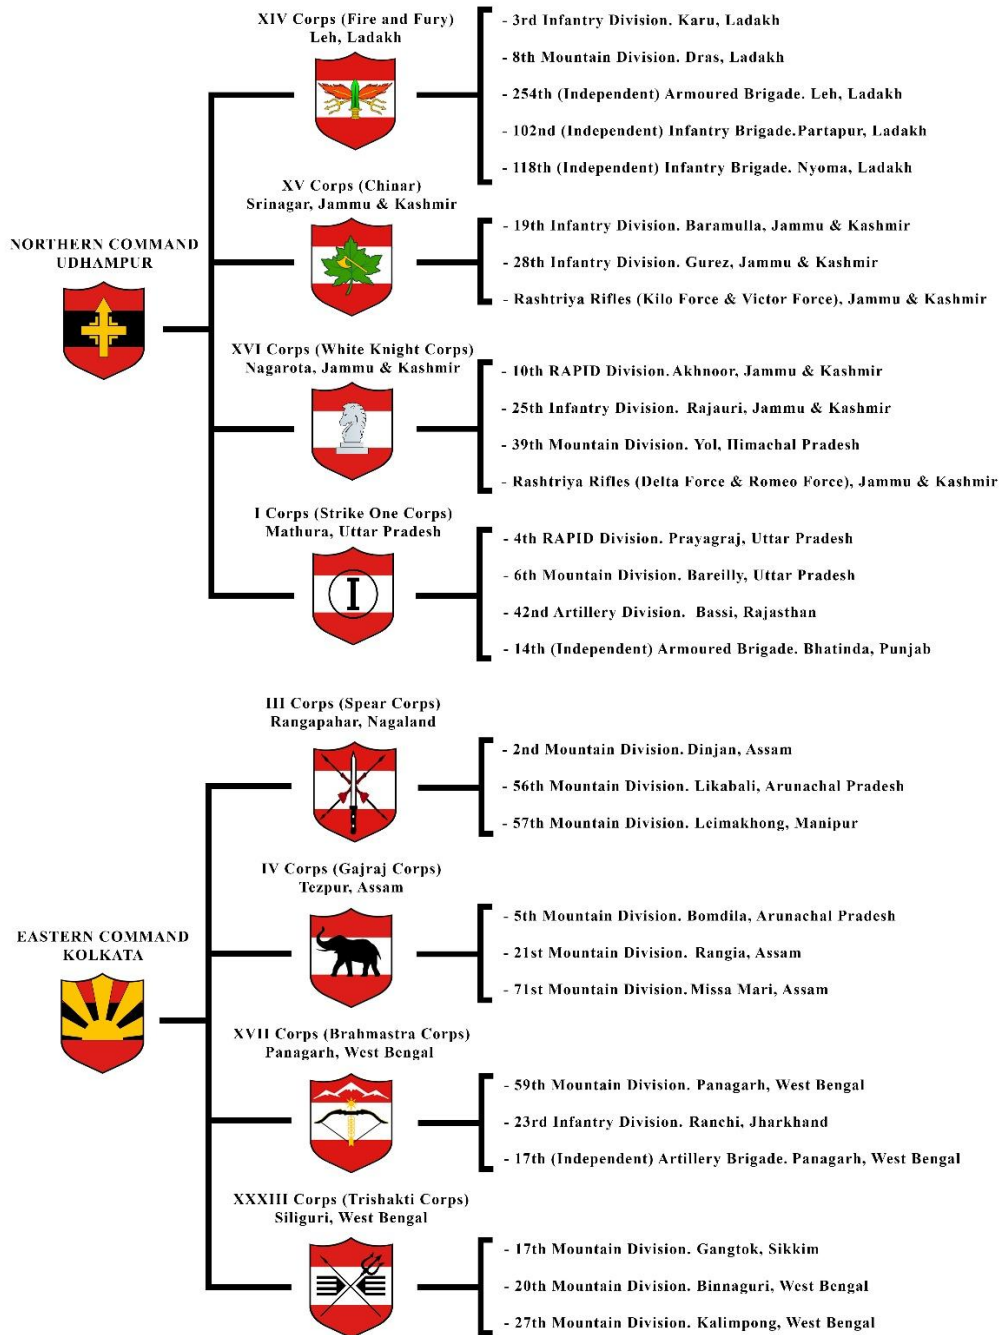 XIV Corps (Fire and Fury)
Leh, Ladakh
- 3rd Infantry Division. Karu, Ladakh
- 8th Mountain Division. Dras, Ladakh
- 254th (Independent) Armoured Brigade. Leh, Ladakh
- 102nd (Independent) Infantry Brigade.Partapur, Ladakh
- 118th (Independent) Infantry Brigade. Nyoma, Ladakh
XV Corps (Chinar)
Srinagar, Jammu & Kashmir
- 19th Infantry Division. Baramulla, Jammu & Kashmir
- 28th Infantry Division. Gurez, Jammu & Kashmir
- Rashtriya Rifles (Kilo Force & Victor Force), Jammu & Kashmir
NORTHERN COMMAND
UDHAMPUR
XVI Corps (White Knight Corps)
Nagarota, Jammu & Kashmir
- 10th RAPID Division. Akhnoor, Jammu & Kashmir
- 25th Infantry Division. Rajauri, Jammu & Kashmir
- 39th Mountain Division. Yol, Himachal Pradesh
- Rashtriya Rifles (Delta Force & Romeo Force), Jammu & Kashmir
I Corps (Strike One Corps)
Mathura, Uttar Pradesh
I
- 4th RAPID Division. Prayagraj, Uttar Pradesh
- 6th Mountain Division. Bareilly, Uttar Pradesh
- 42nd Artillery Division. Bassi, Rajasthan
- 14th (Independent) Armoured Brigade. Bhatinda, Punjab
III Corps (Spear Corps)
Rangapahar, Nagaland
- 2nd Mountain Division. Dinjan, Assam
- 56th Mountain Division. Likabali, Arunachal Pradesh
- 57th Mountain Division. Leimakhong, Manipur
IV Corps (Gajraj Corps)
Tezpur, Assam
- 5th Mountain Division. Bomdila, Arunachal Pradesh
- 21st Mountain Division. Rangia, Assam
- 71st Mountain Division. Missa Mari, Assam
EASTERN COMMAND
KOLKATA
XVII Corps (Brahmastra Corps)
Panagarh, West Bengal
- 59th Mountain Division. Panagarh, West Bengal
- 23rd Infantry Division. Ranchi, Jharkhand
- 17th (Independent) Artillery Brigade. Panagarh, West Bengal
XXXIII Corps (Trishakti Corps)
Siliguri, West Bengal
- 17th Mountain Division. Gangtok, Sikkim
- 20th Mountain Division. Binnaguri, West Bengal
- 27th Mountain Division. Kalimpong, West Bengal